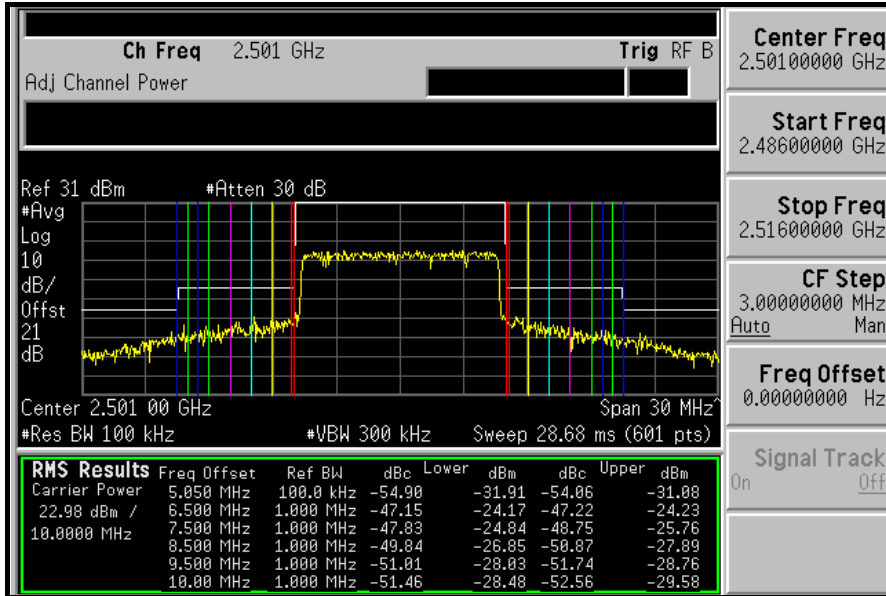 Ch Freq 2.501 GHz Trig RF B
Adj Channel Power
Ref 31 dBm #Atten 30 dB
#Avg
Log
10
dB/
Offst
21
dB
Center 2.501 00 GHz Span 30 MHz^
#Res BW 100 kHz #VBW 300 kHz Sweep 28.68 ms (601 pts)
RMS Results Freq Offset Ref BW dBc Lower dBm dBc Upper dBm
Carrier Power 5.050 MHz 100.0 kHz -54.90 -31.91 -54.06 -31.08
22.98 dBm / 6.500 MHz 1.000 MHz -47.15 -24.17 -47.22 -24.23
10.0000 MHz 7.500 MHz 1.000 MHz -47.83 -24.84 -48.75 -25.76
8.500 MHz 1.000 MHz -49.84 -26.85 -50.87 -27.89
9.500 MHz 1.000 MHz -51.01 -28.03 -51.74 -28.76
10.00 MHz 1.000 MHz -51.46 -28.48 -52.56 -29.58
Center Freq
2.50100000 GHz
Start Freq
2.48600000 GHz
Stop Freq
2.51600000 GHz
CF Step
3.00000000 MHz
Auto Man
Freq Offset
0.00000000 Hz
Signal Track
On Off